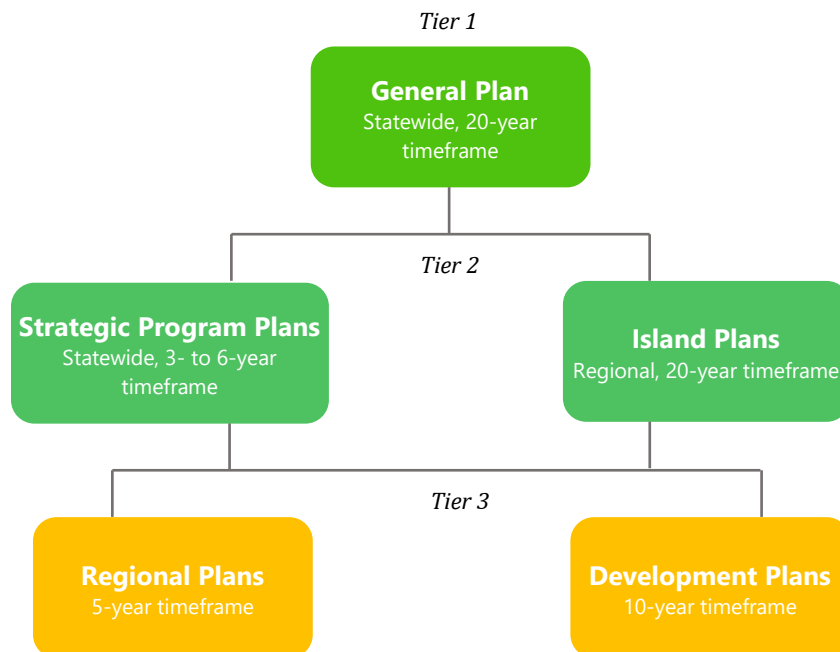 Tier 1
General Plan
Statewide, 20-year
timeframe
Tier 2
Strategic Program Plans
Statewide, 3- to 6-year
timeframe
Island Plans
Regional, 20-year timeframe
Tier 3
Regional Plans
5-year timeframe
Development Plans
10-year timeframe